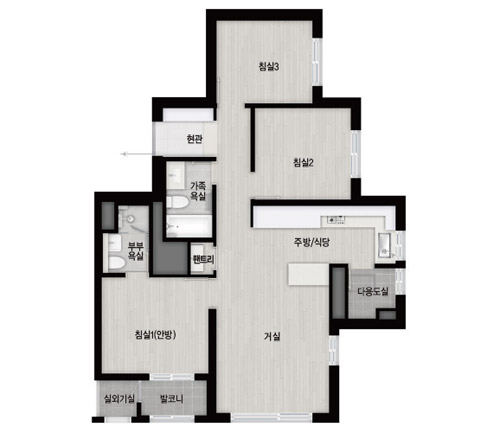 침실3
현관
침실2
가족
욕실
주방/식당
부부
욕실
팬트리
다용도실
침실1(안방)
거실
실외기실
발코니